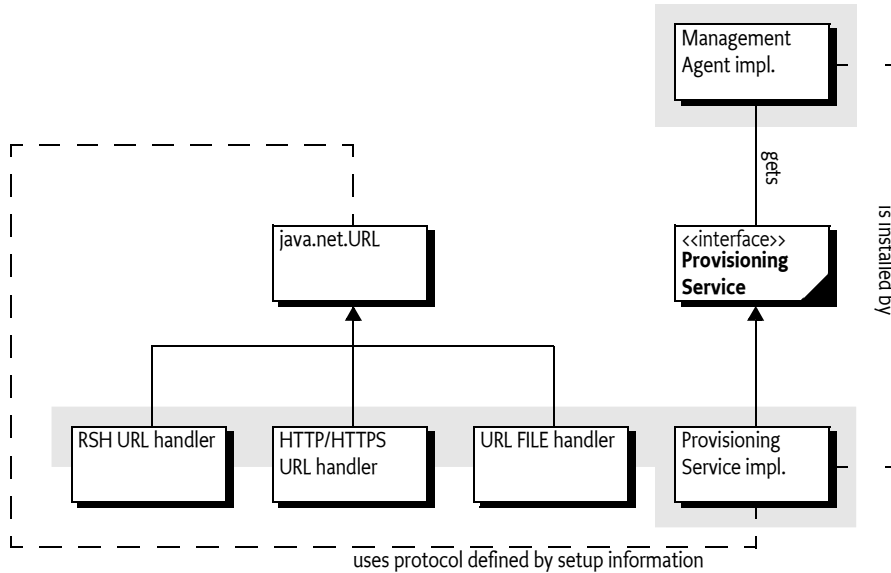 Management
Agent impl.
gets
java.net.URL
<<interface>>
Provisioning
Service
is installed by
RSH URL handler
HTTP/HTTPS
URL handler
URL FILE handler
Provisioning
Service impl.
uses protocol defined by setup information